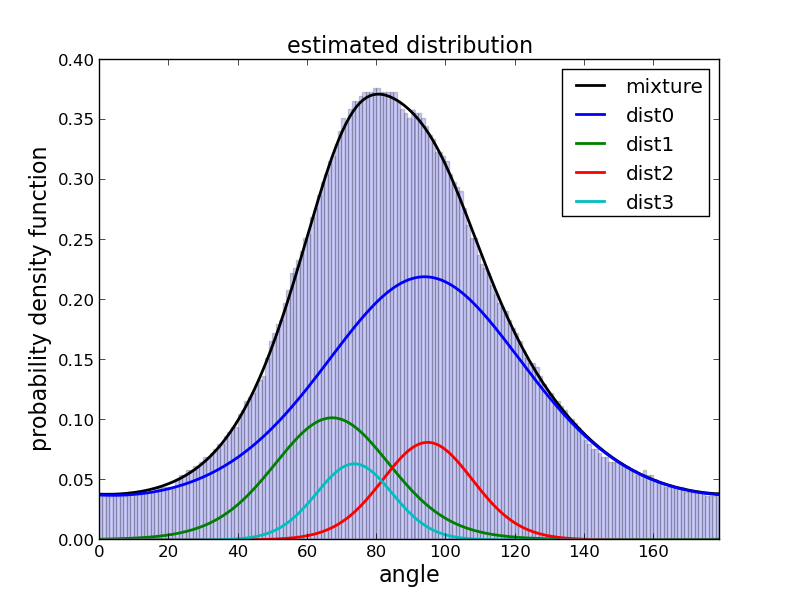 estimated distribution
mixture
dist0
dist1
dist2
dist3
probability density function
0.40
0.35
0.30
0.25
0.20
0.15
0.10
0.05
0.00
0 20 40 60 80 100 120 140 160
angle